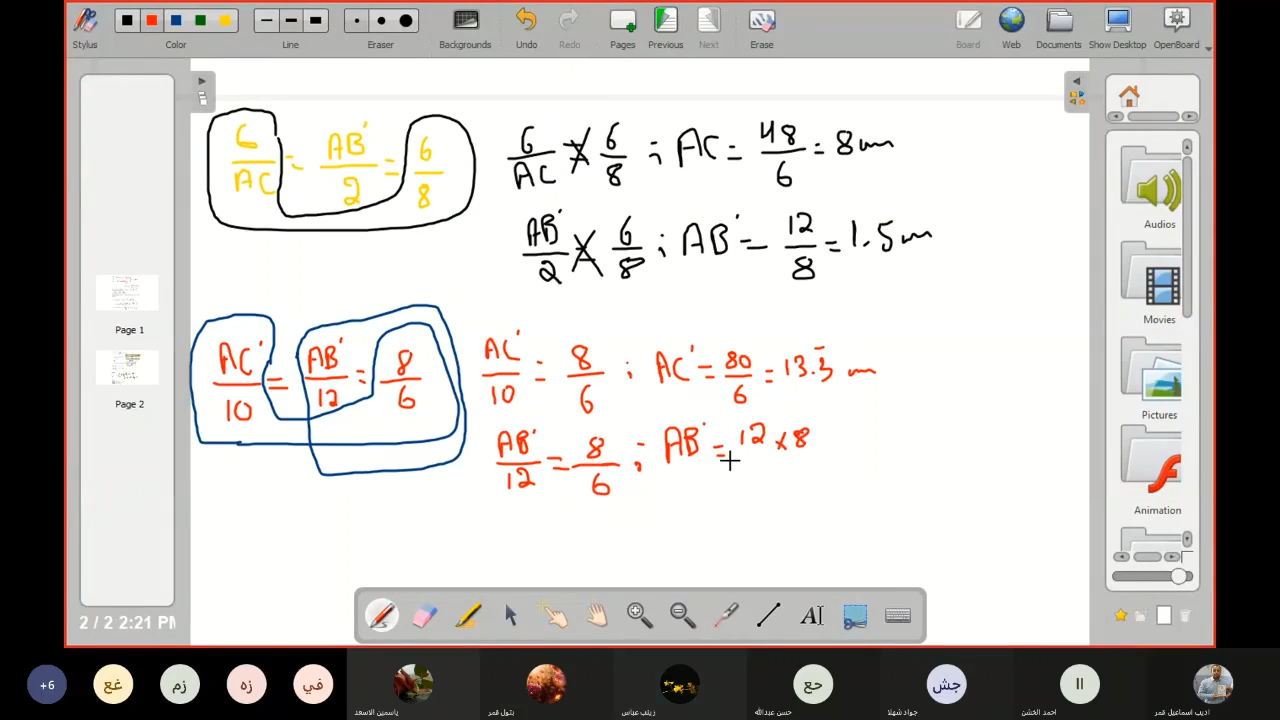 Stylus
Color
Line
Eraser
Backgrounds
Undo
Redo
Pages
Previous
Next
Erase
Board
Web
Documents
Show Desktop
OpenBoard
6/AC = AB'/2 = 6/8
6/AC X 6/8 ; AC = 48/6 = 8cm
AB'/2 X 6/8 ; AB' = 12/8 = 1.5cm
AC'/10 = AB'/12 = 8/6
AC'/10 = 8/6 ; AC' = 80/6 = 13.3 cm
AB'/12 = 8/6 ; AB' = 12 x 8
Page 1
Page 2
2 / 2 2:21 PM
Audios
Movies
Pictures
Animation
+6
غع
زم
زه
في
حع
جش
اا
ياسمين الاسعد
بتول قمر
زينب عباس
حسن عبدالله
جواد شهلا
احمد الخشن
اديب اسماعيل قمر